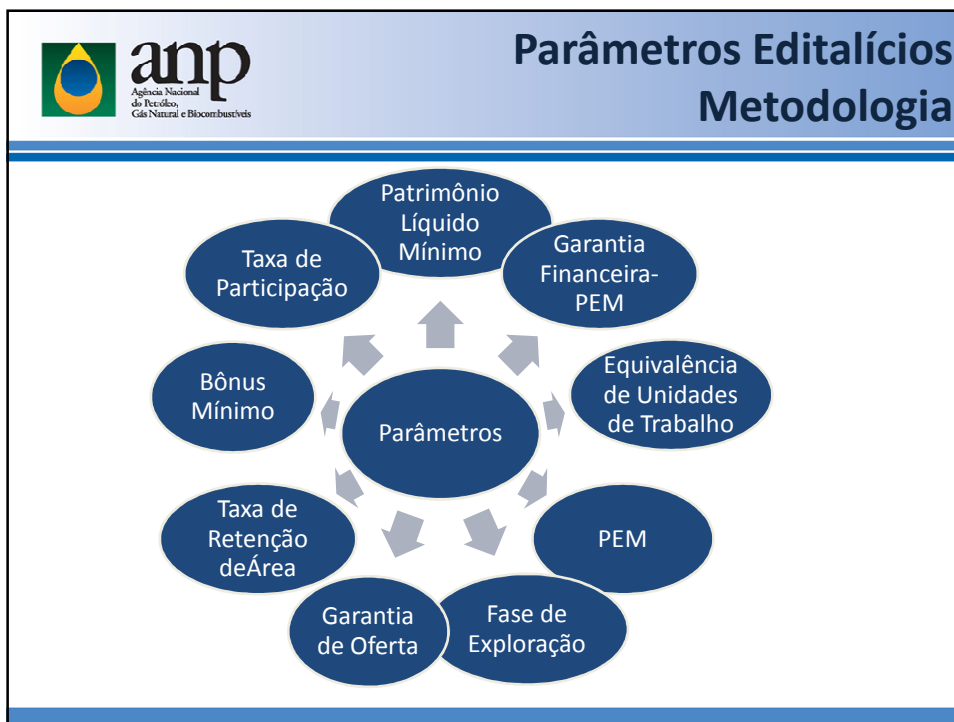 anp
Agência Nacional
do Petróleo,
Gás Natural e Biocombustíveis
Parâmetros Editalícios
Metodologia
Patrimônio
Líquido
Mínimo
Garantia
Financeira-
PEM
Equivalência
de Unidades
de Trabalho
PEM
Fase de
Exploração
Garantia
de Oferta
Taxa de
Retenção
deÁrea
Bônus
Mínimo
Taxa de
Participação
Parâmetros